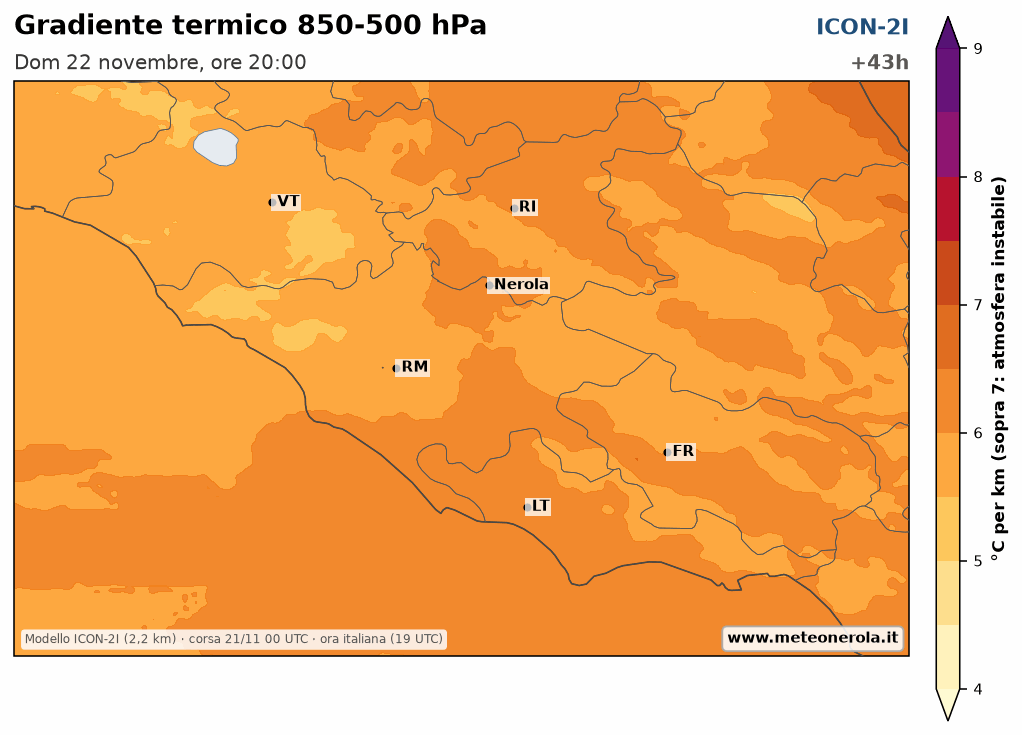 Gradiente termico 850-500 hPa
ICON-2I
Dom 22 novembre, ore 20:00
+43h
VT
RI
Nerola
RM
FR
LT
Modello ICON-2I (2,2 km) · corsa 21/11 00 UTC · ora italiana (19 UTC)
www.meteonerola.it
9
8
7
6
5
4
°C per km (sopra 7: atmosfera instabile)